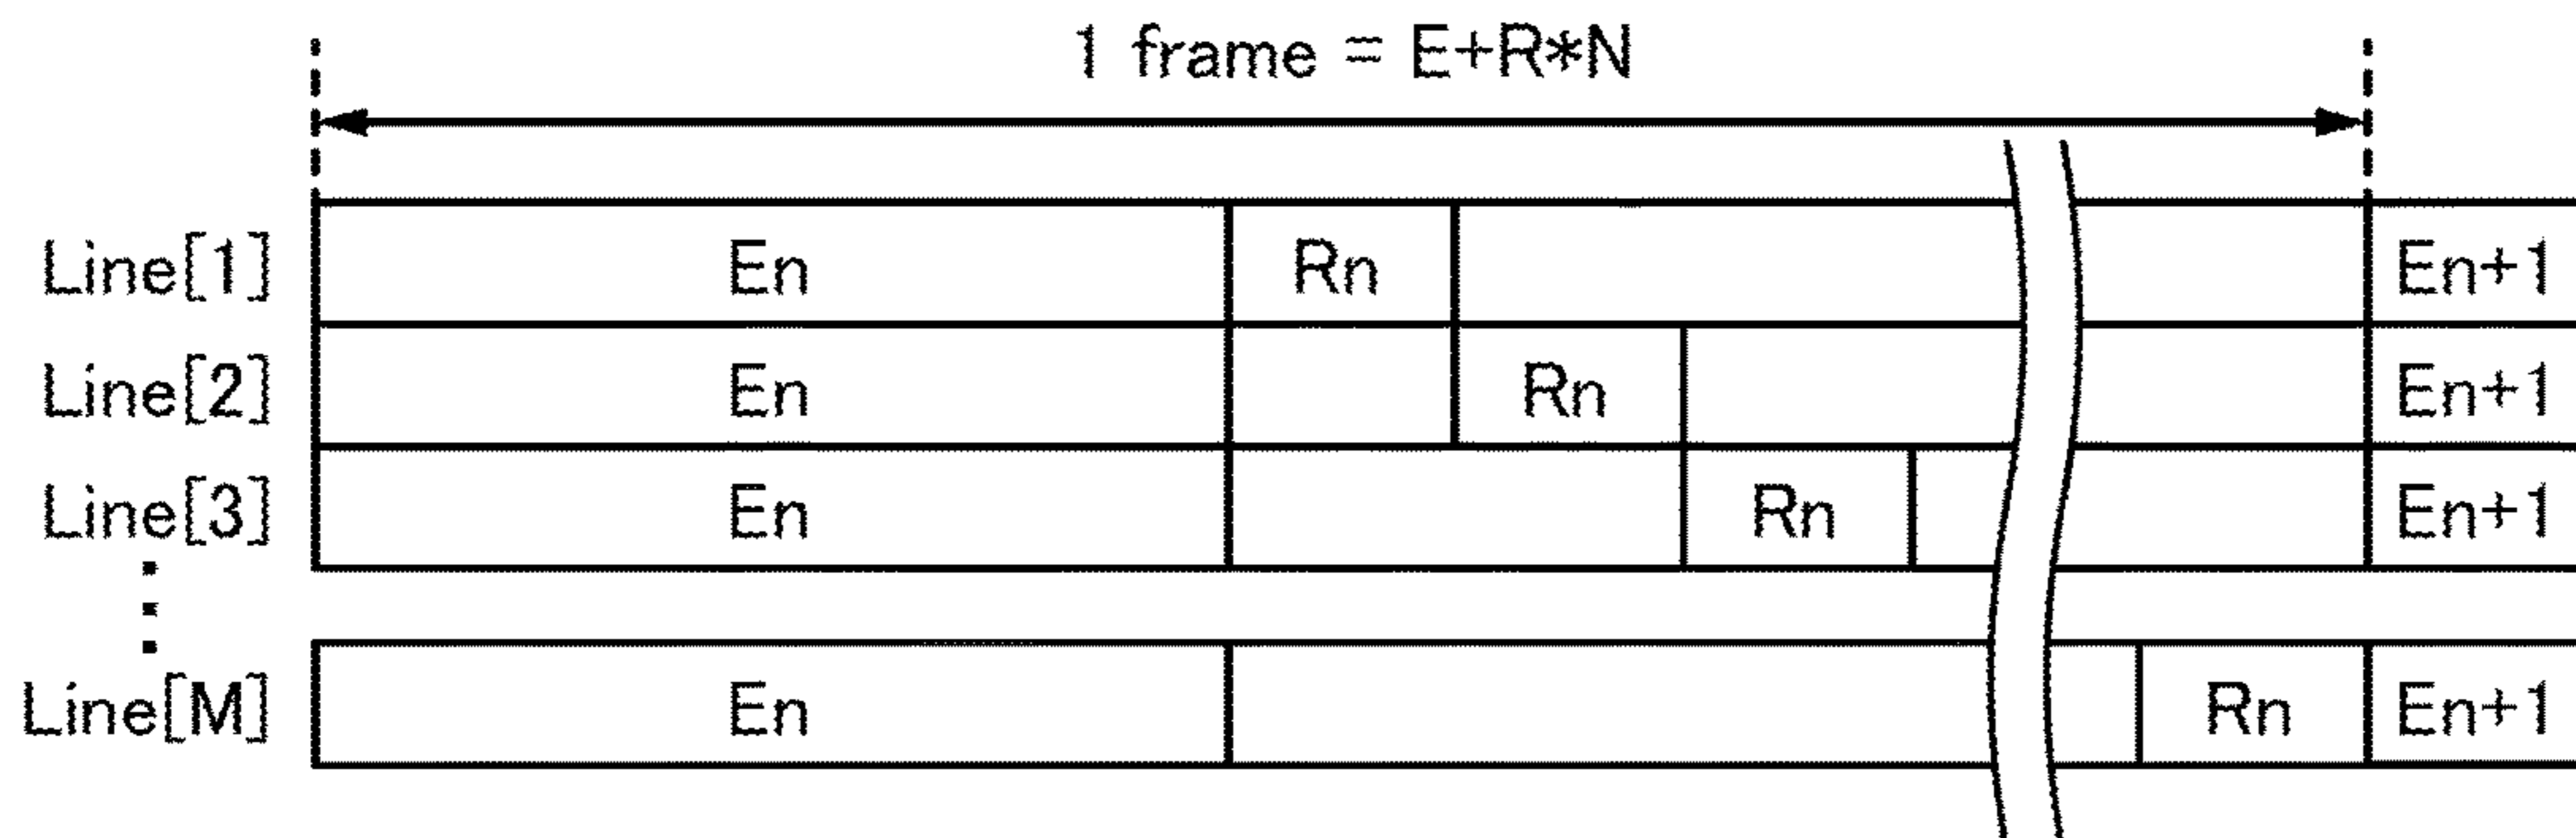 1 frame = E+R*N
Line[1] En Rn En+1
Line[2] En Rn En+1
Line[3] En Rn En+1
Line[M] En Rn En+1